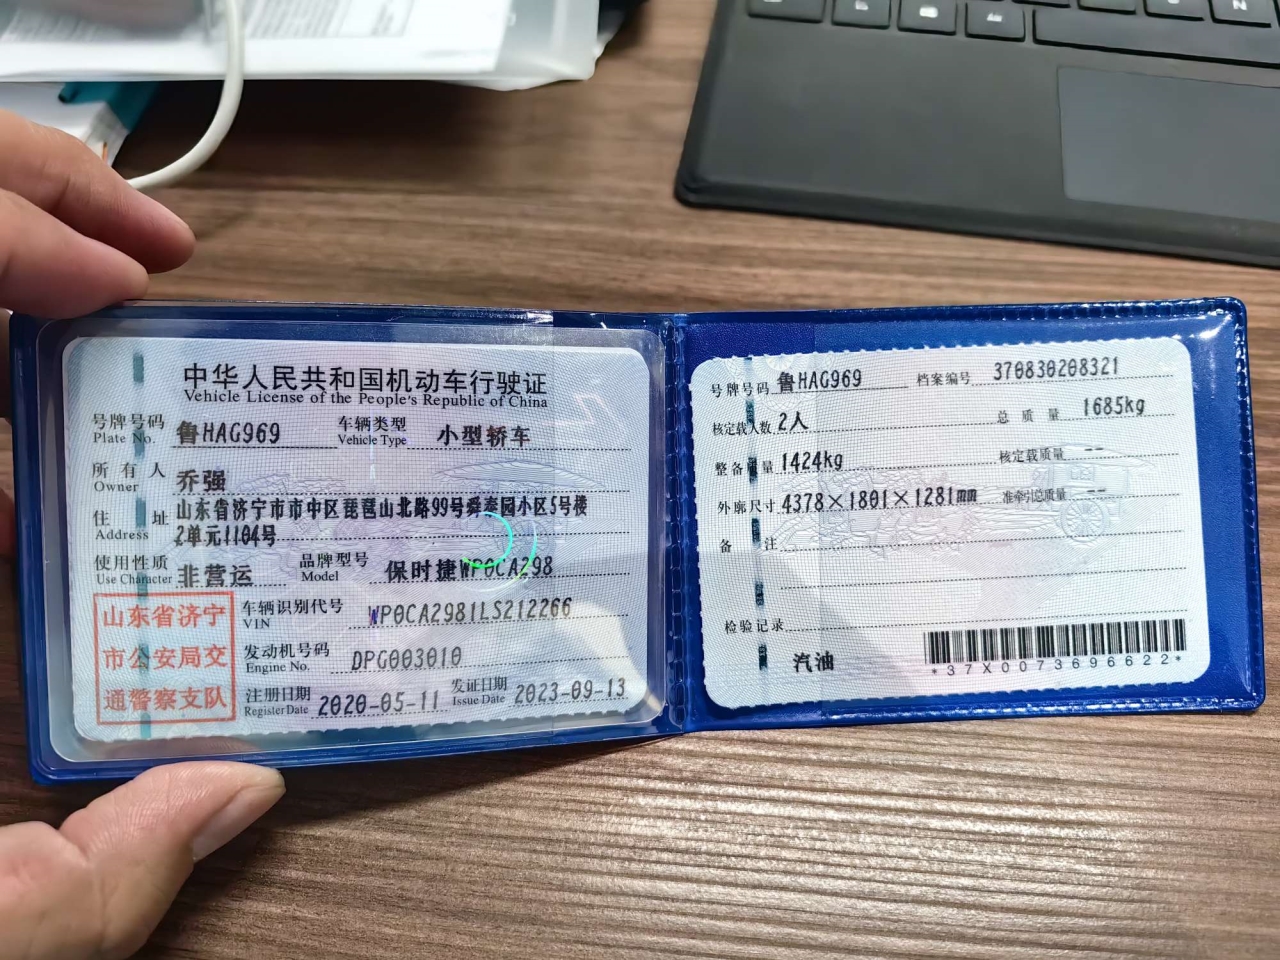 中华人民共和国机动车行驶证
Vehicle License of the People's Republic of China
号牌号码 鲁HAG969 车辆类型 小型轿车
Plate No. Vehicle Type
所有人 乔强
Owner
住址 山东省济宁市市中区琵琶山北路99号舜泰园小区5号楼
Address 2单元1104号
使用性质 非营运 品牌型号 保时捷WP0CA298
Use Character Model
山东省济宁
市公安局交
通警察支队
车辆识别代号 WP0CA2981LS212266
VIN
发动机号码 DPG003010
Engine No.
注册日期 2020-05-11 发证日期 2023-09-13
Register Date Issue Date
号牌号码 鲁HAG969 档案编号 370830208321
核定载人数 2人 总质量 1685kg
整备质量 1424kg 核定载质量 --
外廓尺寸 4378×1801×1281mm 准牵引总质量 --
备注
检验记录
汽油
*37X0073696622*